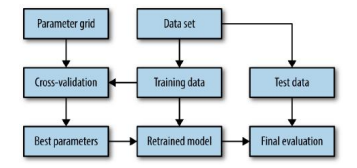 Parameter grid
Data set
Cross-validation
Training data
Test data
Best parameters
Retrained model
Final evaluation